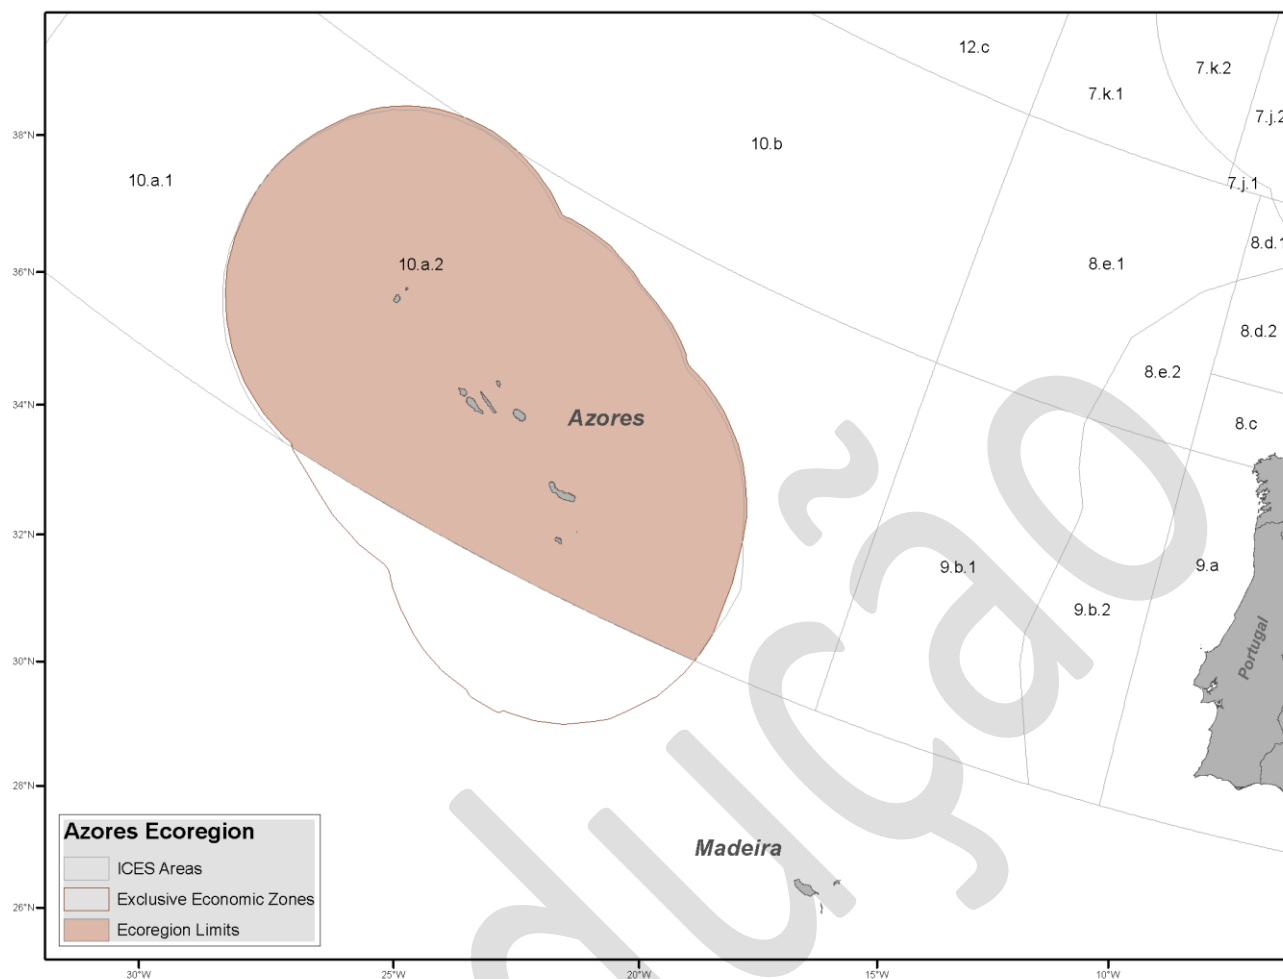 12.c
7.k.2
7.k.1
7.j.2
38°N
10.b
10.a.1
7.j.1
8.d.1
10.a.2
8.e.1
36°N
8.d.2
8.e.2
34°N
Azores
8.c
32°N
9.b.1
9.a
9.b.2
Portugal
30°N
28°N
Azores Ecoregion
ICES Areas
Exclusive Economic Zones
Ecoregion Limits
Madeira
26°N
30°W
25°W
20°W
15°W
10°W
dução